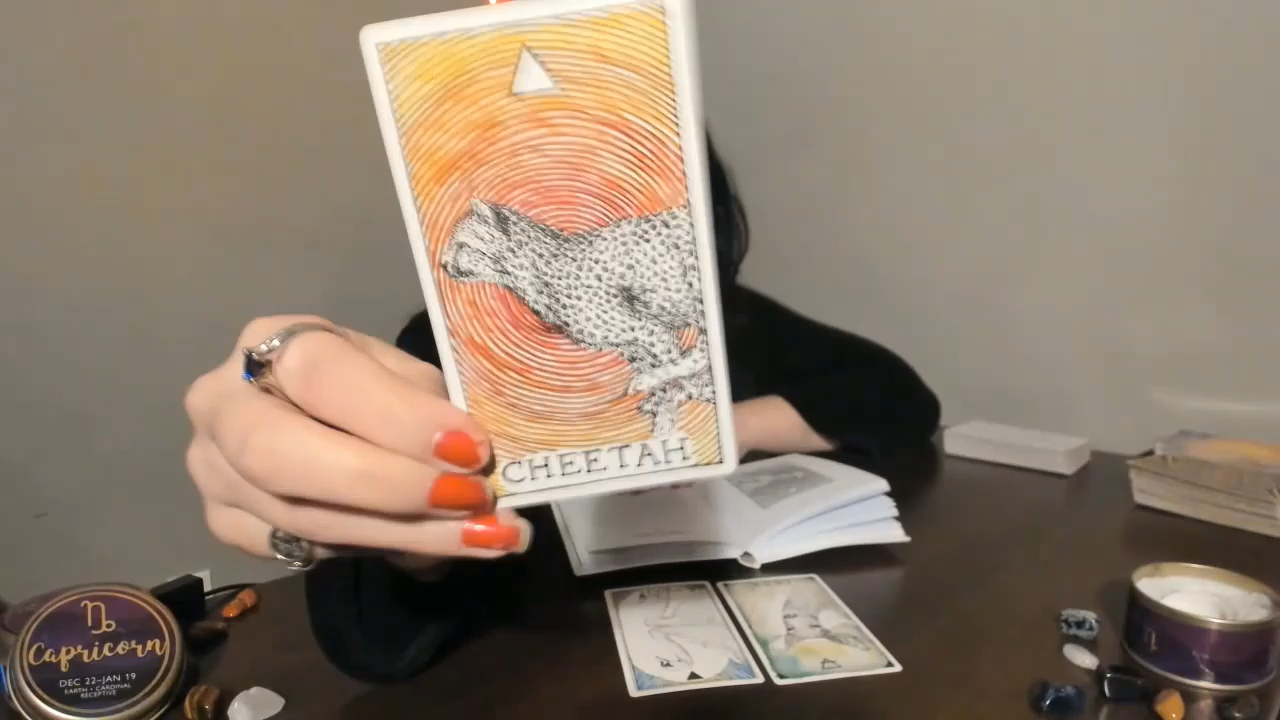 CHEETAH
Capricorn
DEC 22-JAN 19
EARTH • CARDINAL
RECEPTIVE